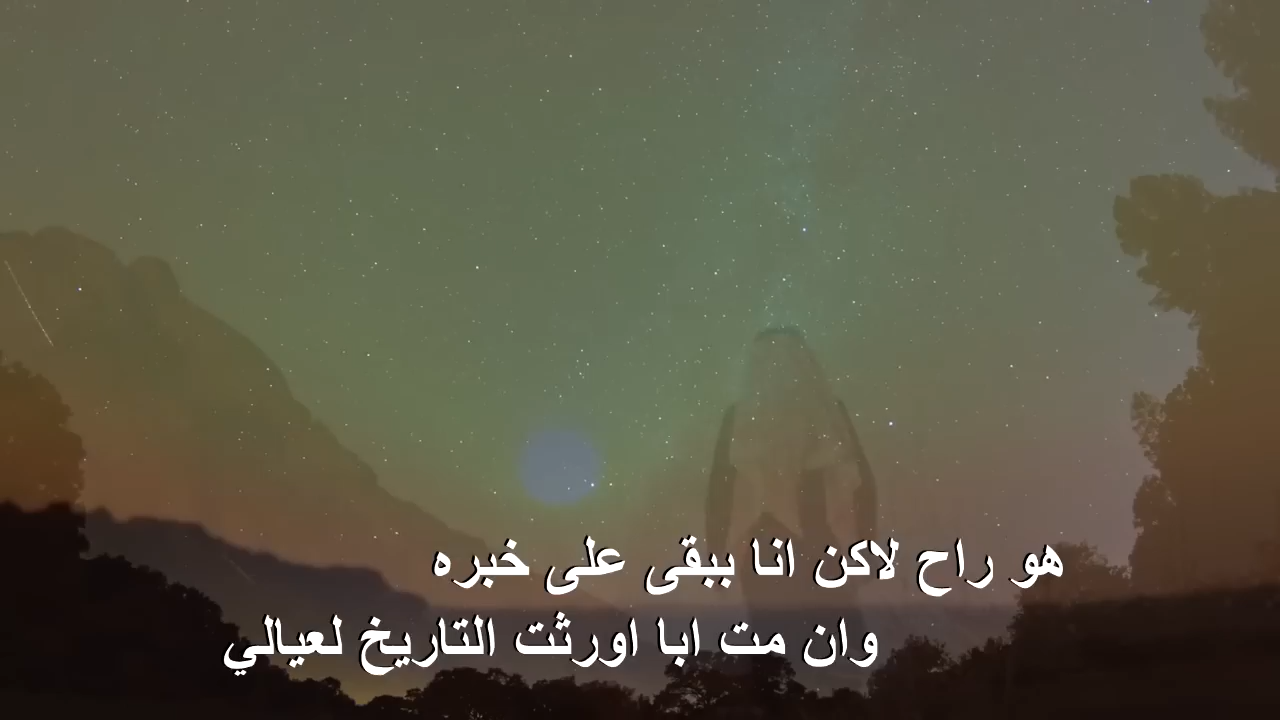 هو راح لاكن انا ببقى على خبره
وان مت ابا اورثت التاريخ لعيالي